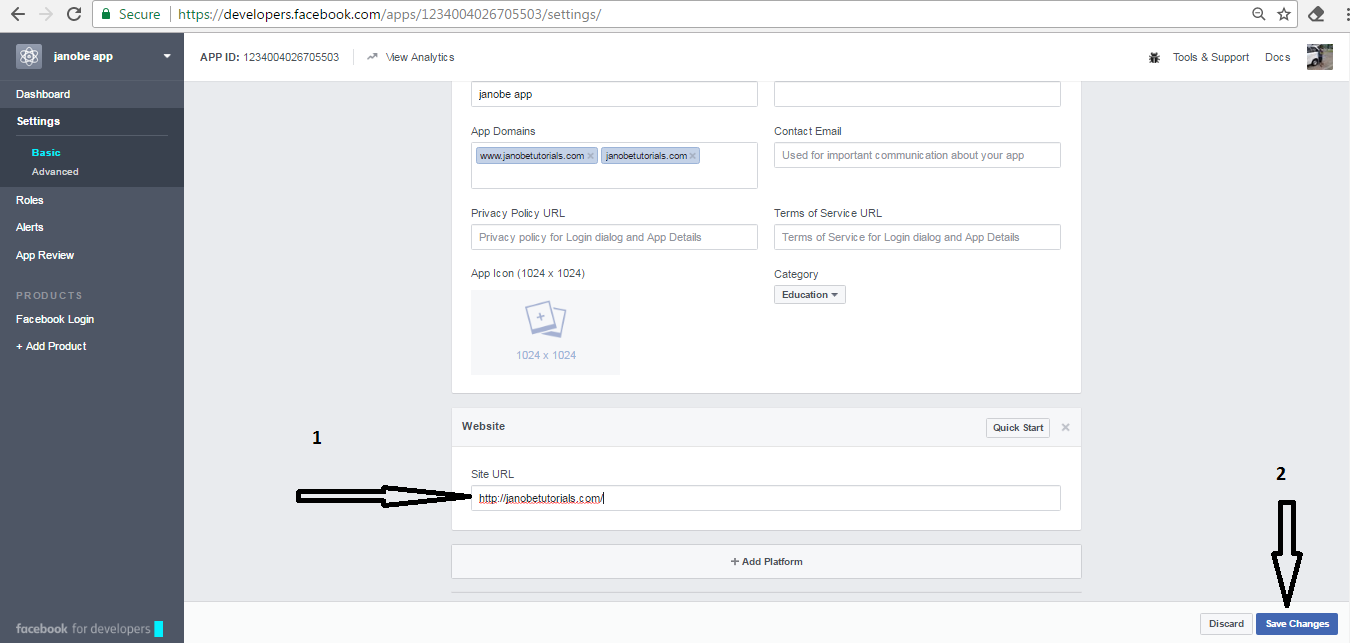 Secure https://developers.facebook.com/apps/1234004026705503/settings/
janobe app
APP ID: 1234004026705503
View Analytics
Tools & Support
Docs
Dashboard
Settings
Basic
Advanced
Roles
Alerts
App Review
PRODUCTS
Facebook Login
+ Add Product
facebook for developers
janobe app
App Domains
www.janobetutorials.com × janobetutorials.com ×
Contact Email
Used for important communication about your app
Privacy Policy URL
Privacy policy for Login dialog and App Details
Terms of Service URL
Terms of Service for Login dialog and App Details
App Icon (1024 x 1024)
1024 x 1024
Category
Education
Website
Quick Start ×
1
Site URL
http://janobetutorials.com/
+ Add Platform
2
Discard
Save Changes